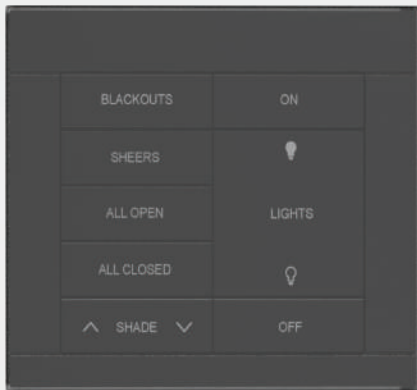 BLACKOUTS
SHEERS
ALL OPEN
ALL CLOSED
SHADE
ON
LIGHTS
OFF